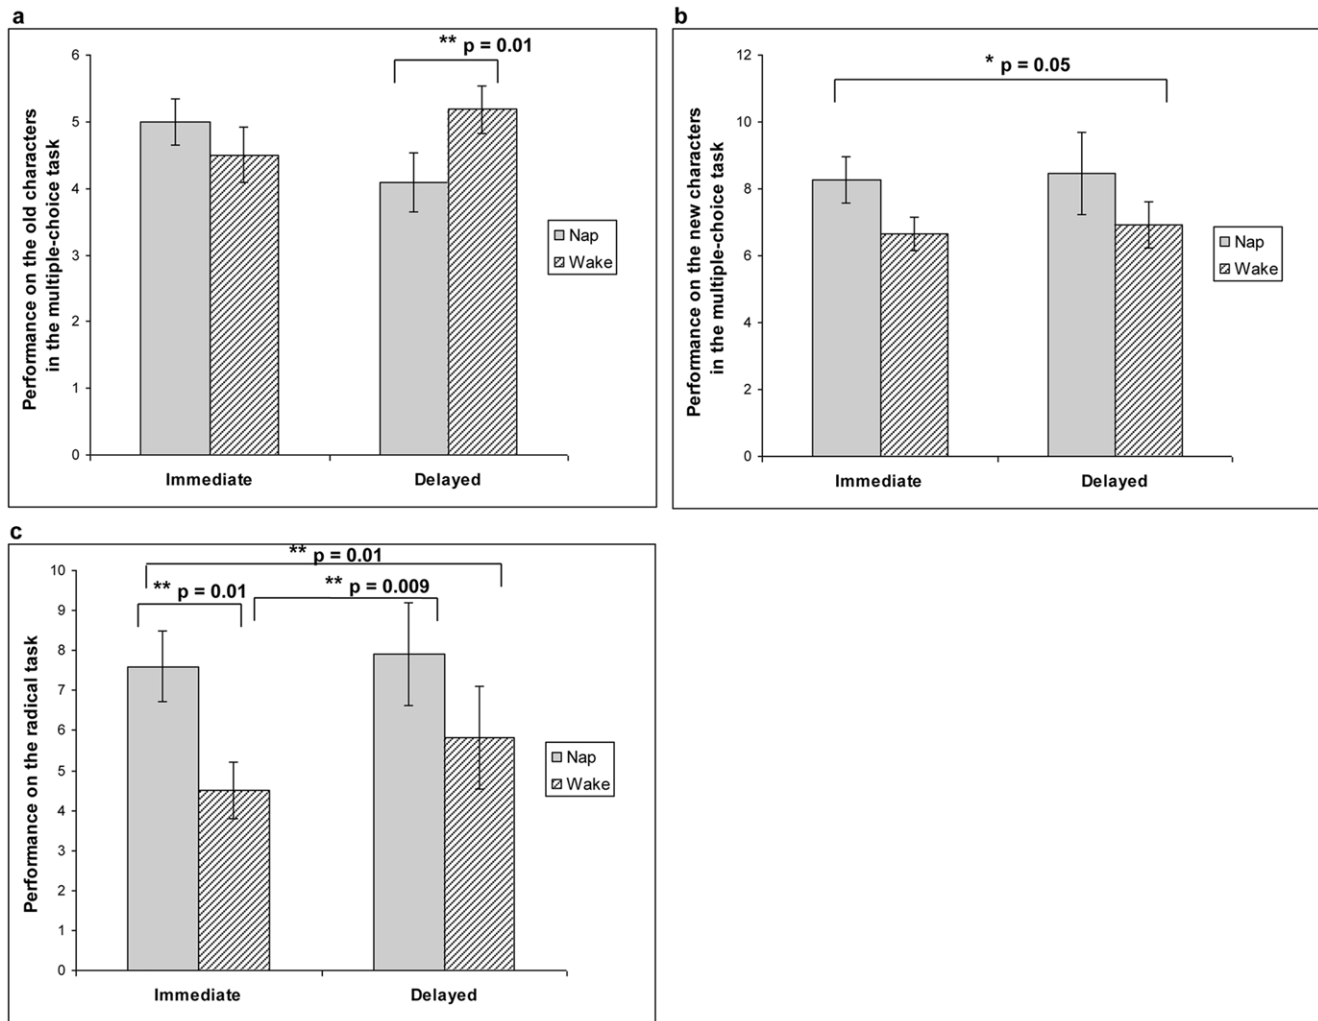 a
Performance on the old characters
in the multiple-choice task
6
5
4
3
2
1
0
** p = 0.01
Immediate
Delayed
Nap
Wake
b
Performance on the new characters
in the multiple-choice task
12
10
8
6
4
2
0
* p = 0.05
Immediate
Delayed
Nap
Wake
c
Performance on the radical task
10
9
8
7
6
5
4
3
2
1
0
** p = 0.01
** p = 0.01
** p = 0.009
Immediate
Delayed
Nap
Wake